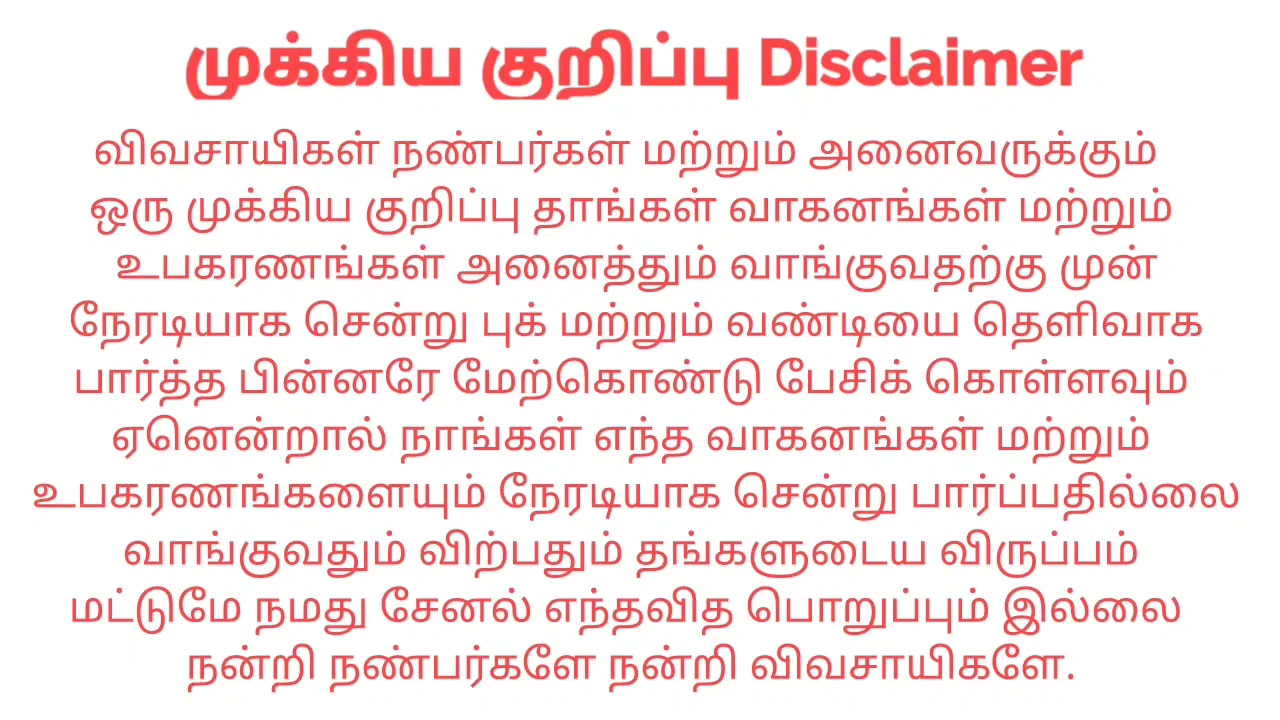 முக்கிய குறிப்பு Disclaimer
விவசாயிகள் நண்பர்கள் மற்றும் அனைவருக்கும்
ஒரு முக்கிய குறிப்பு தாங்கள் வாகனங்கள் மற்றும்
உபகரணங்கள் அனைத்தும் வாங்குவதற்கு முன்
நேரடியாக சென்று புக் மற்றும் வண்டியை தெளிவாக
பார்த்த பின்னரே மேற்கொண்டு பேசிக் கொள்ளவும்
ஏனென்றால் நாங்கள் எந்த வாகனங்கள் மற்றும்
உபகரணங்களையும் நேரடியாக சென்று பார்ப்பதில்லை
வாங்குவதும் விற்பதும் தங்களுடைய விருப்பம்
மட்டுமே நமது சேனல் எந்தவித பொறுப்பும் இல்லை
நன்றி நண்பர்களே நன்றி விவசாயிகளே.